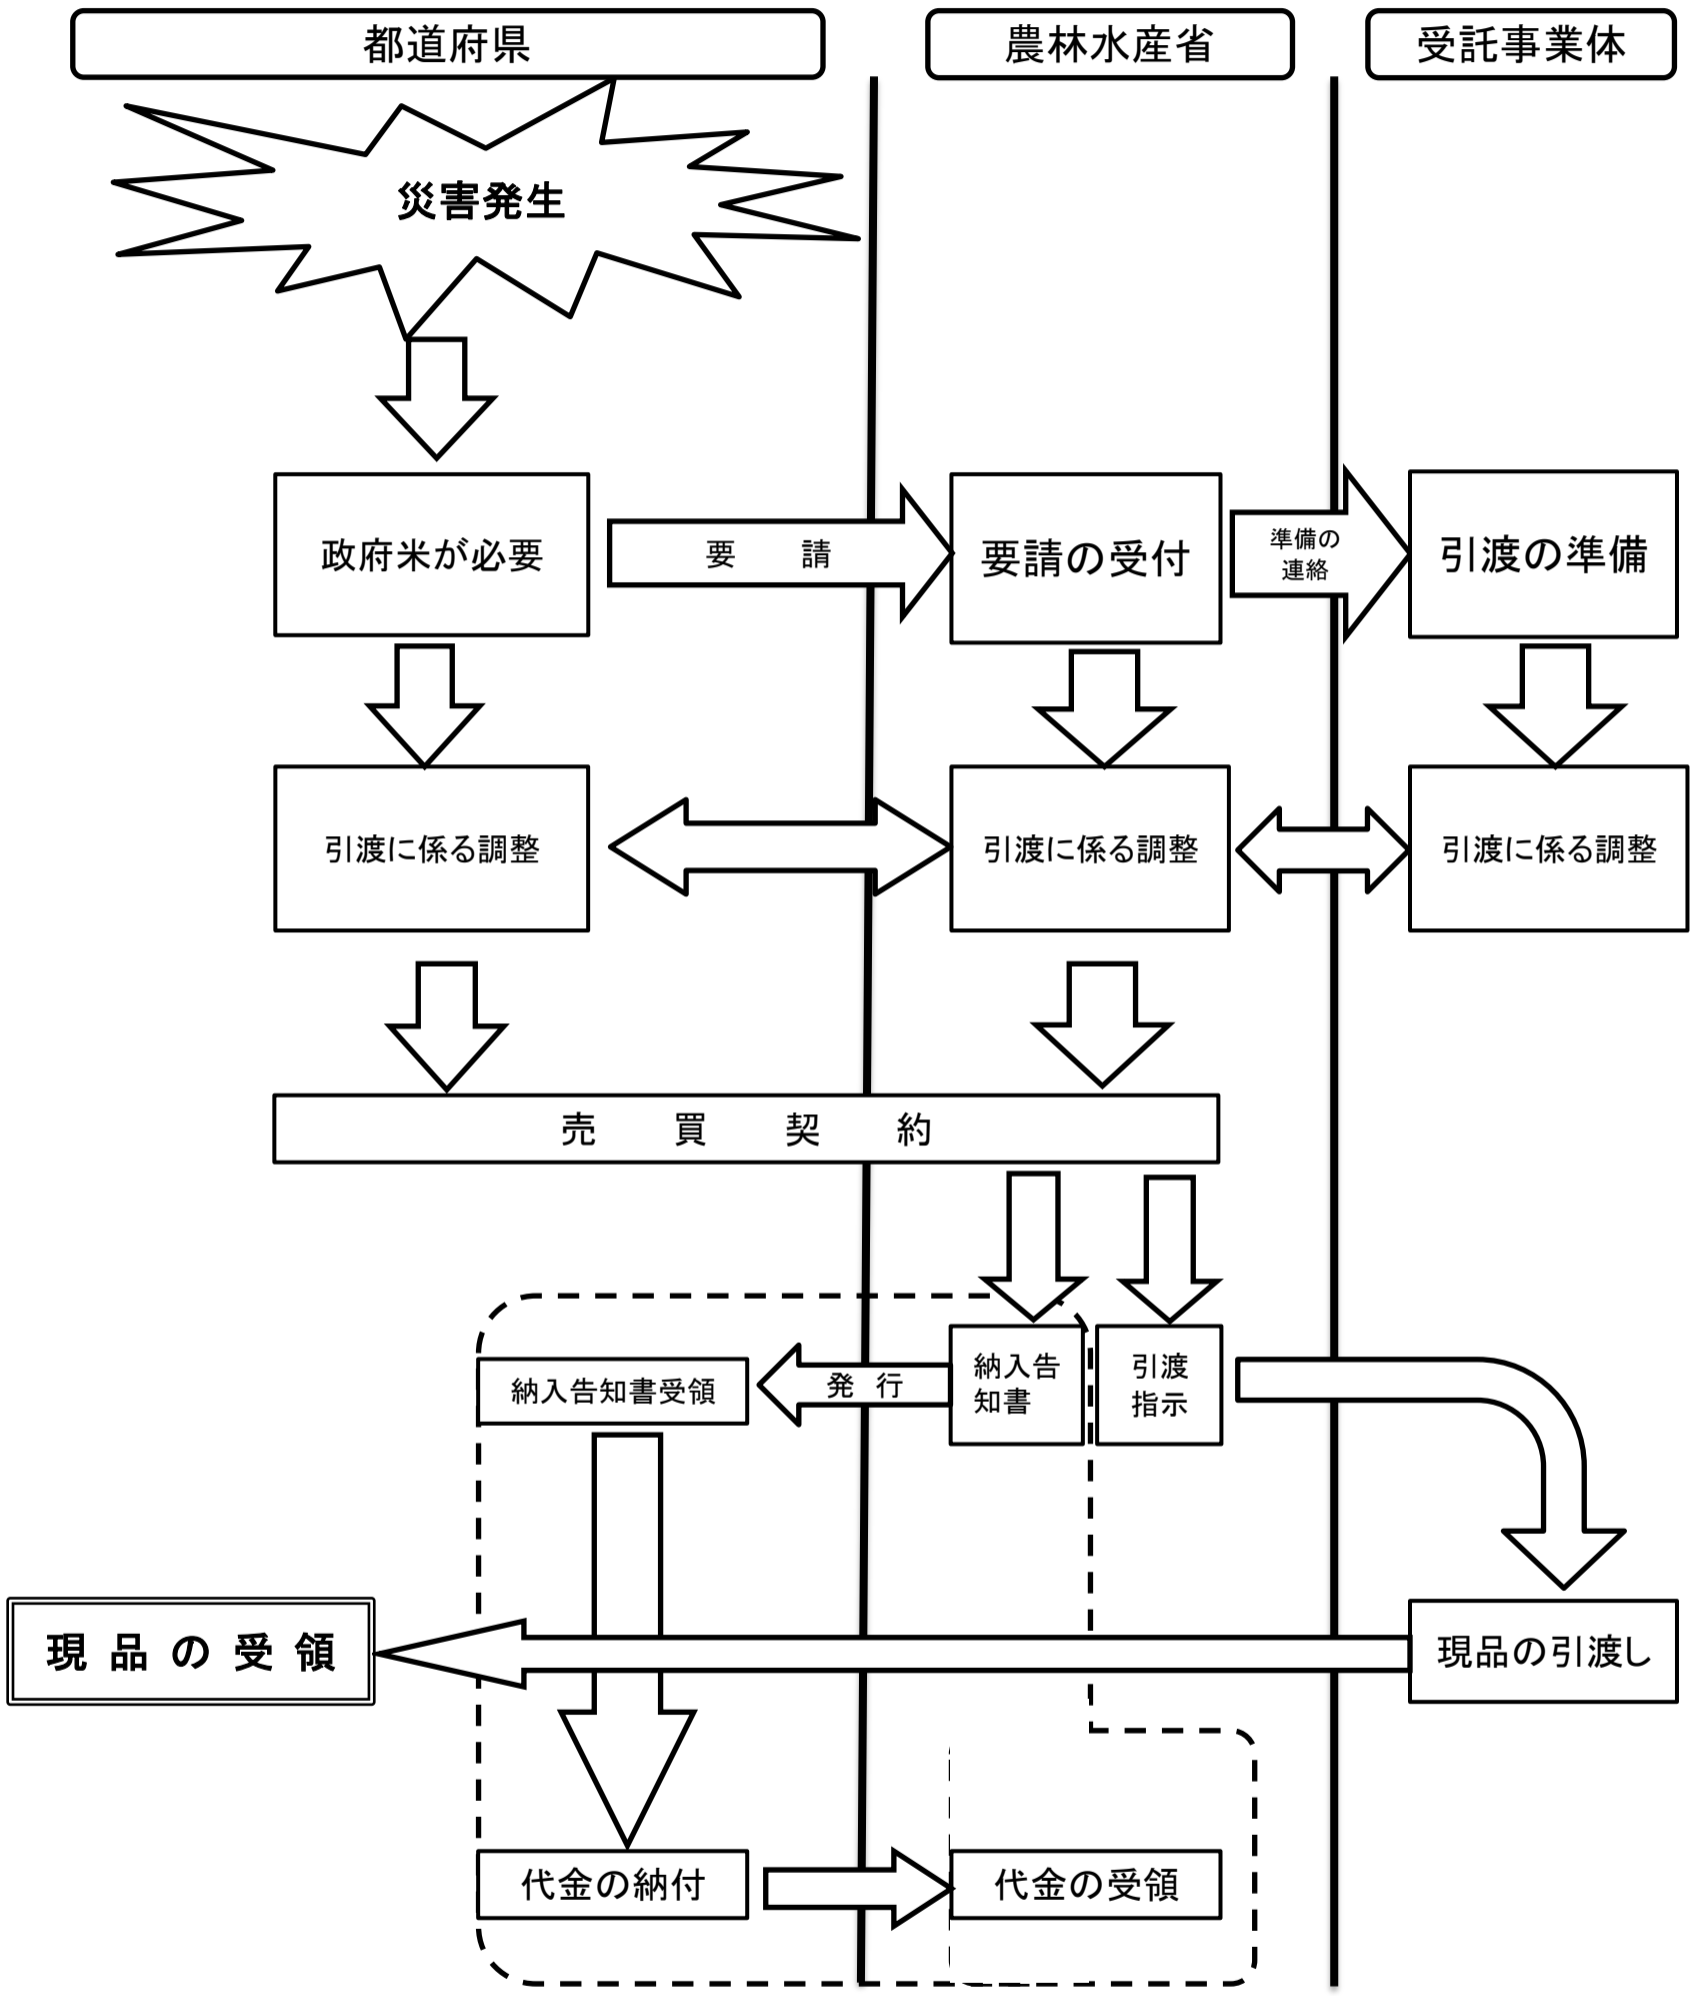 都道府県
農林水産省
受託事業体
災害発生
政府米が必要
要　　請
要請の受付
準備の
連絡
引渡の準備
引渡に係る調整
引渡に係る調整
引渡に係る調整
売　　買　　契　　約
納入告知書受領
発　行
納入告
知書
引渡
指示
現 品 の 受 領
現品の引渡し
代金の納付
代金の受領